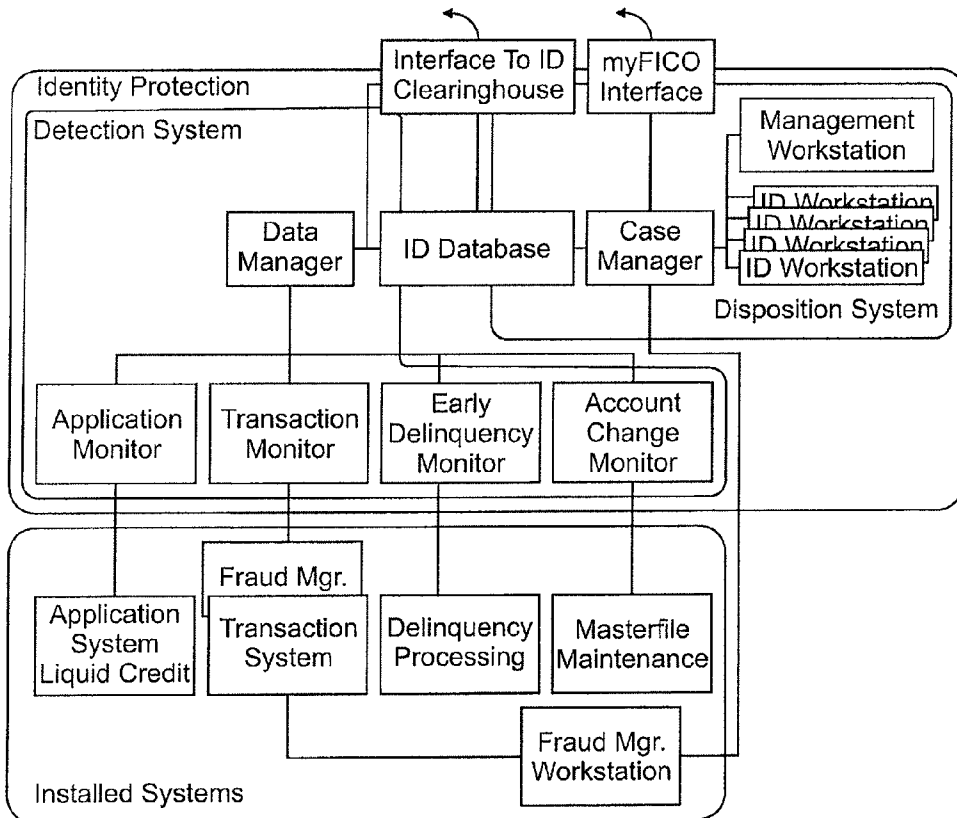 Interface To ID
Clearinghouse
myFICO
Interface
Identity Protection
Detection System
Management
Workstation
ID Workstation
ID Workstation
ID Workstation
ID Workstation
Data
Manager
ID Database
Case
Manager
Disposition System
Application
Monitor
Transaction
Monitor
Early
Delinquency
Monitor
Account
Change
Monitor
Fraud Mgr.
Application
System
Liquid Credit
Transaction
System
Delinquency
Processing
Masterfile
Maintenance
Fraud Mgr.
Workstation
Installed Systems